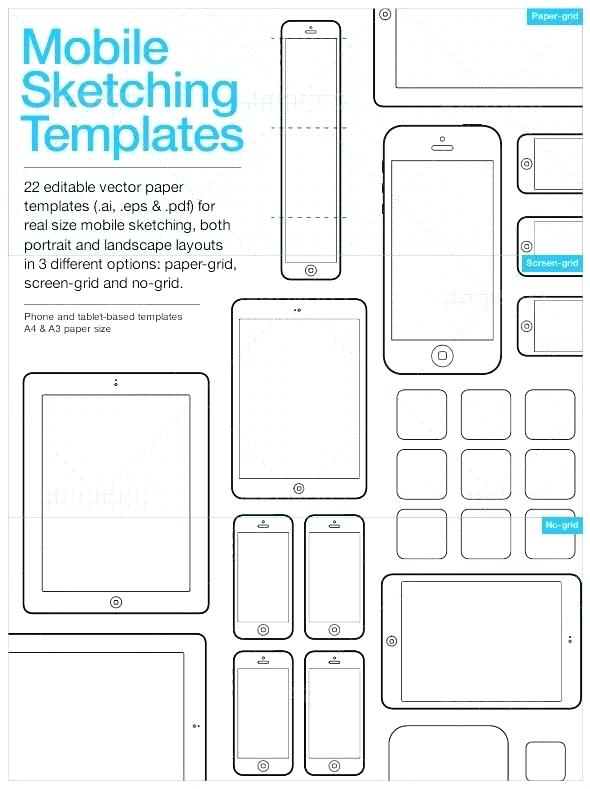 Mobile
Sketching
Templates
22 editable vector paper
templates (.ai, .eps & .pdf) for
real size mobile sketching, both
portrait and landscape layouts
in 3 different options: paper-grid,
screen-grid and no-grid.
Phone and tablet-based templates
A4 & A3 paper size
Paper-grid
Screen-grid
No-grid